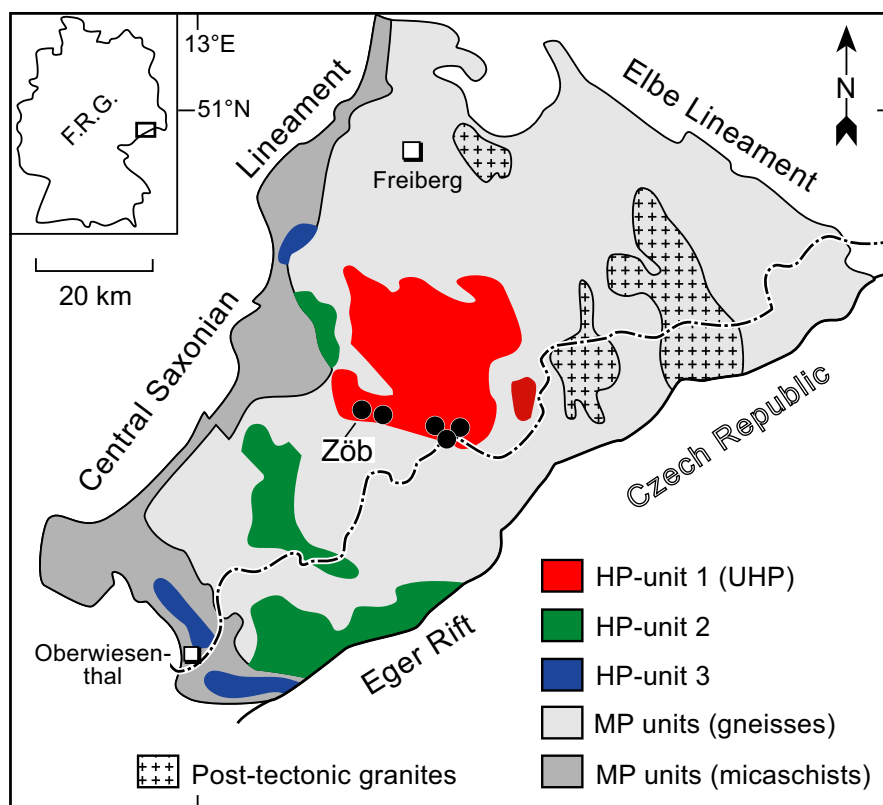 13°E
51°N
F.R.G.
N
Elbe Lineament
Lineament
Freiberg
20 km
Central Saxonian
Zöb
Czech Republic
Eger Rift
Oberwiesen-
thal
HP-unit 1 (UHP)
HP-unit 2
HP-unit 3
MP units (gneisses)
MP units (micaschists)
Post-tectonic granites